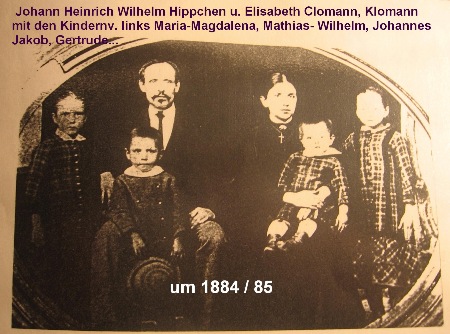 Johann Heinrich Wilhelm Hippchen u. Elisabeth Clomann, Klomann
mit den Kindernv. links Maria-Magdalena, Mathias- Wilhelm, Johannes
Jakob, Gertrude...
um 1884 / 85